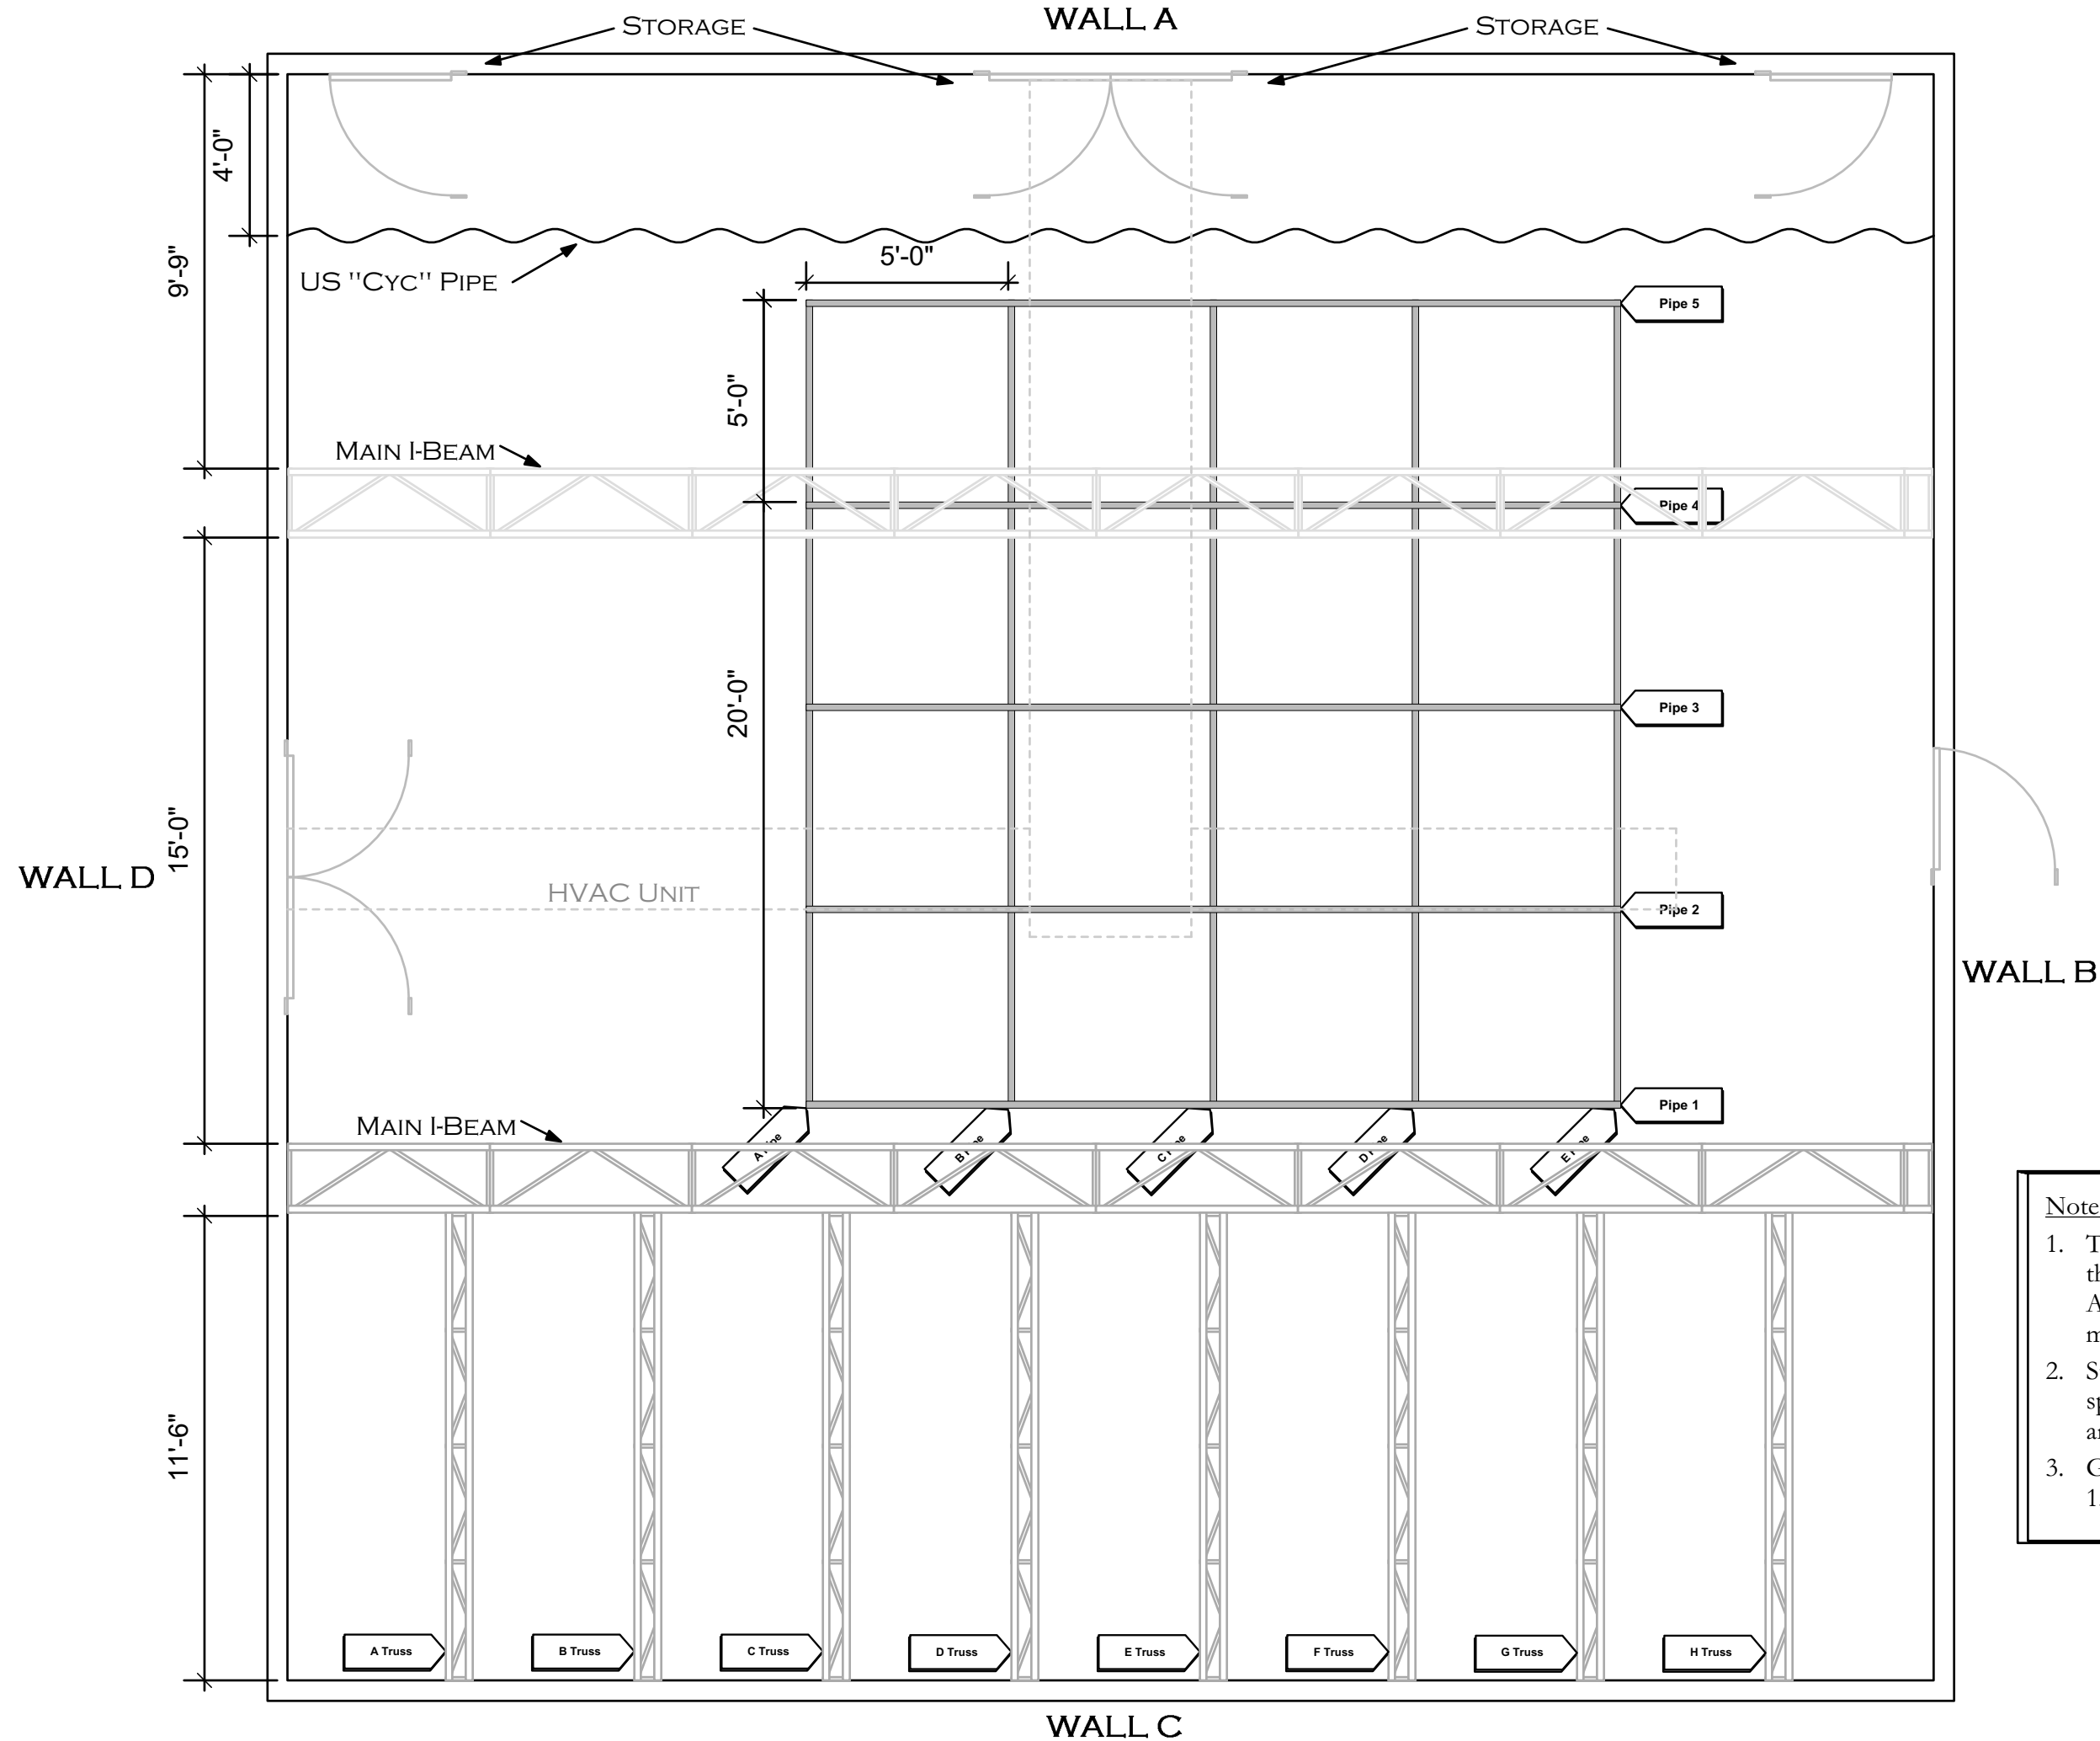 WALL A
STORAGE
STORAGE
4'-0"
9'-9"
US "CYC" PIPE
5'-0"
Pipe 5
5'-0"
MAIN I-BEAM
Pipe 4
20'-0"
Pipe 3
15'-0"
WALL D
HVAC UNIT
Pipe 2
WALL B
MAIN I-BEAM
Pipe 1
11'-6"
A Truss
B Truss
C Truss
D Truss
E Truss
F Truss
G Truss
H Truss
WALL C
Note
1.
2.
3.